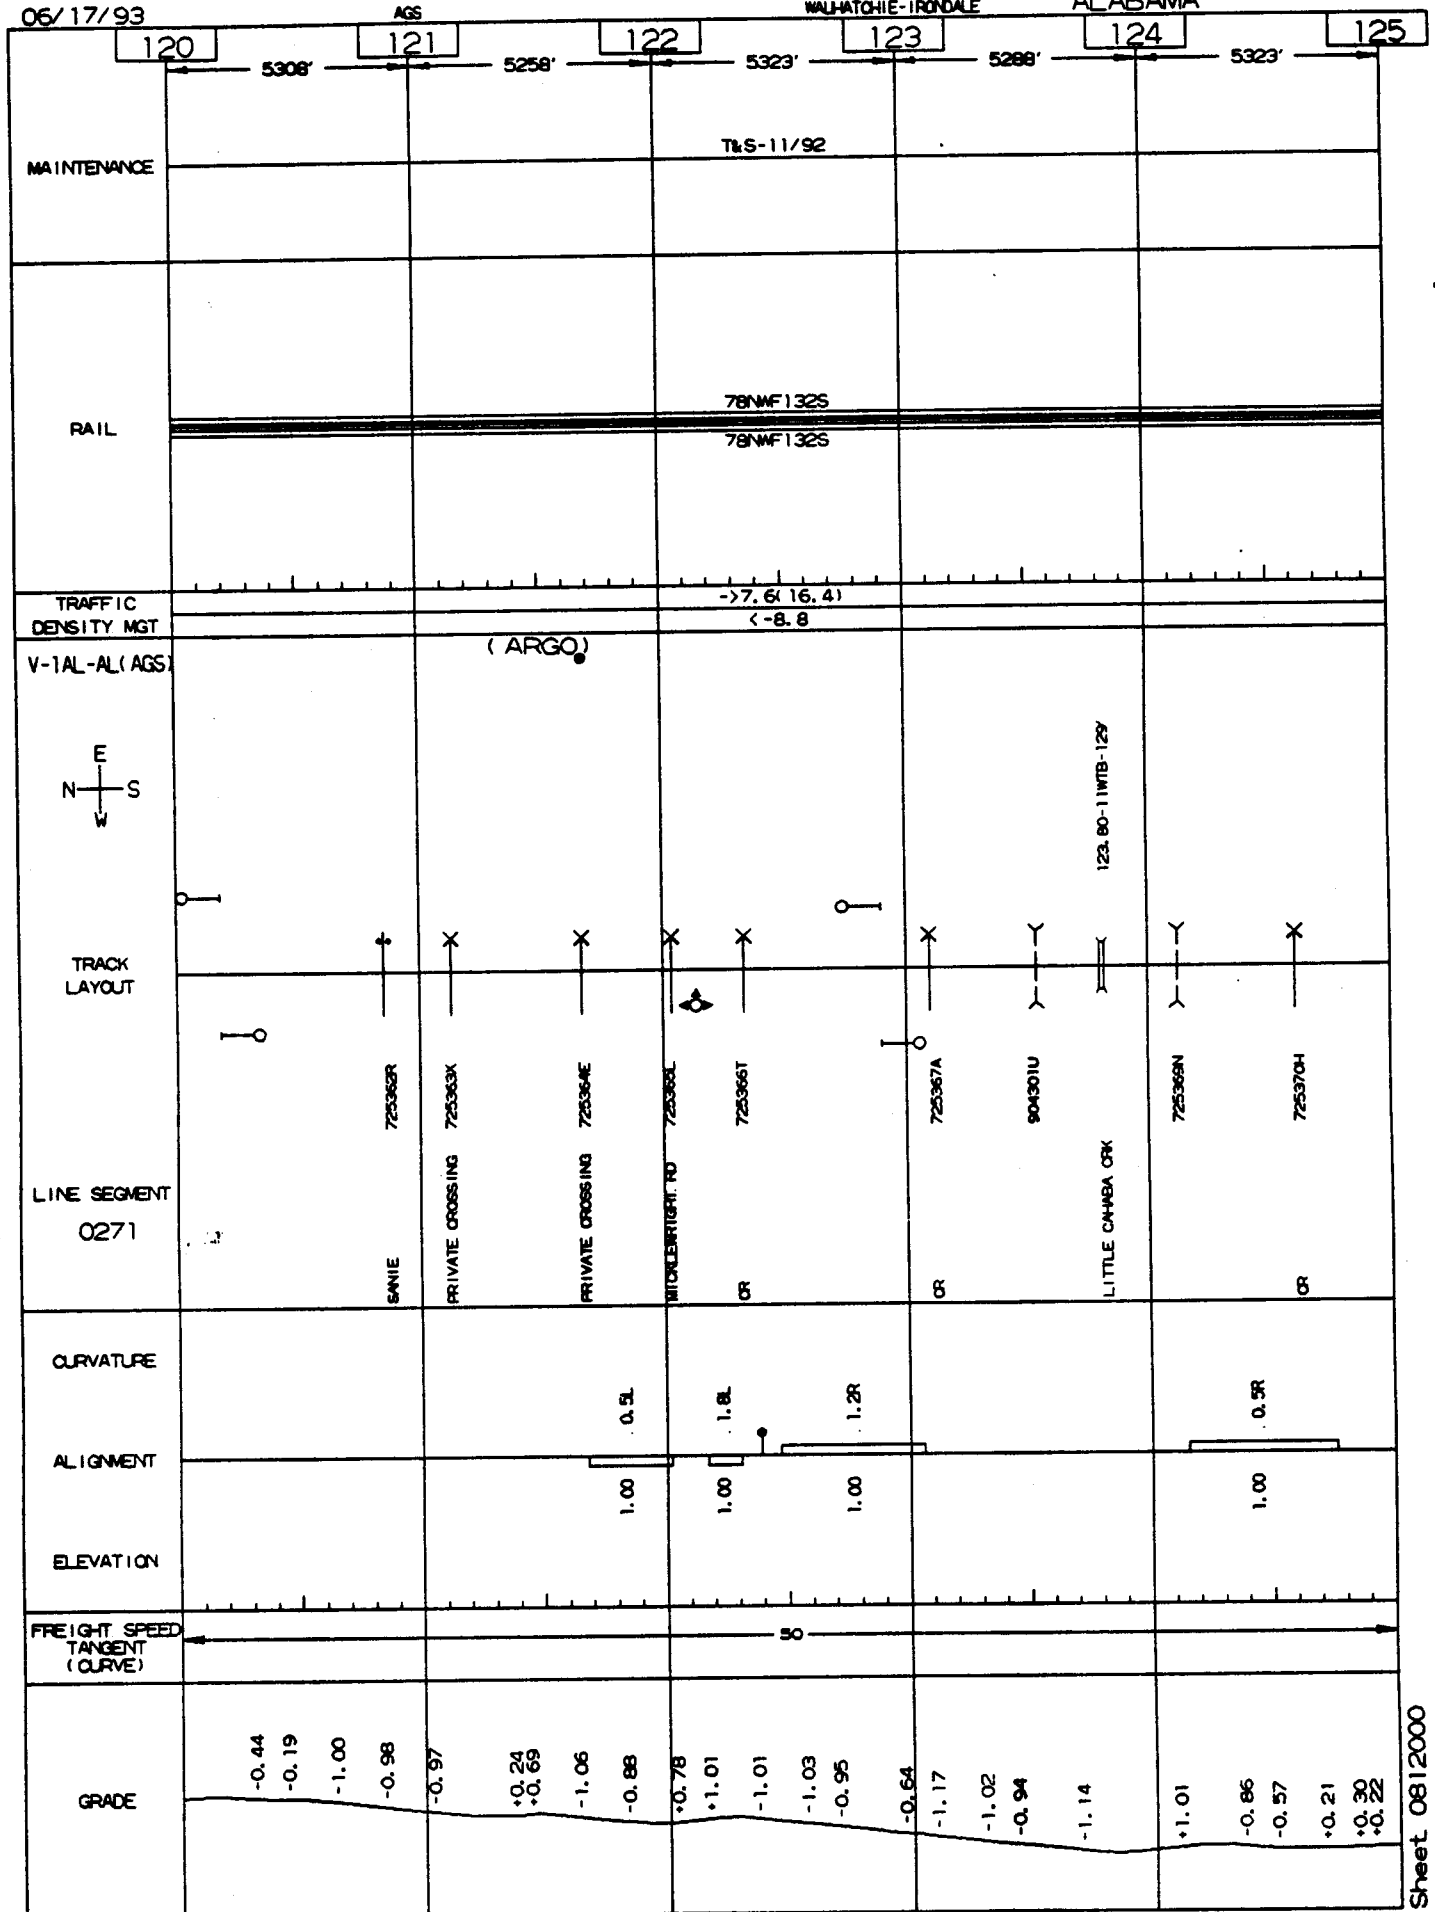 06/17/93 AGS WAUHATCHIE-IRONDALE ALABAMA
120 121 122 123 124 125
5308' 5258' 5323' 5288' 5323'
MAINTENANCE
T&S-11/92
RAIL
78NWF132S
78NWF132S
TRAFFIC
DENSITY MGT
->7.6(16.4)
<-8.8
V-1AL-AL(AGS)
(ARGO)
E
N S
W
123.80-11WTB-129'
TRACK
LAYOUT
725362R
725363X
725364E
725365L
725366T
725367A
904301U
725369N
725370H
LINE SEGMENT
0271
SANIE
PRIVATE CROSSING
PRIVATE CROSSING
MICKLEWRIGHT RD
CR
CR
LITTLE CAHABA CRK
CR
CURVATURE
0.5L
1.8L
1.2R
0.5R
ALIGNMENT
1.00
1.00
1.00
1.00
ELEVATION
FREIGHT SPEED
TANGENT
(CURVE)
50
GRADE
-0.44
-0.19
-1.00
-0.98
-0.97
+0.24
+0.69
-1.06
-0.88
+0.78
+1.01
-1.01
-1.03
-0.95
-0.64
-1.17
-1.02
-0.94
-1.14
+1.01
-0.86
-0.57
+0.21
+0.30
+0.22
Sheet 0812000